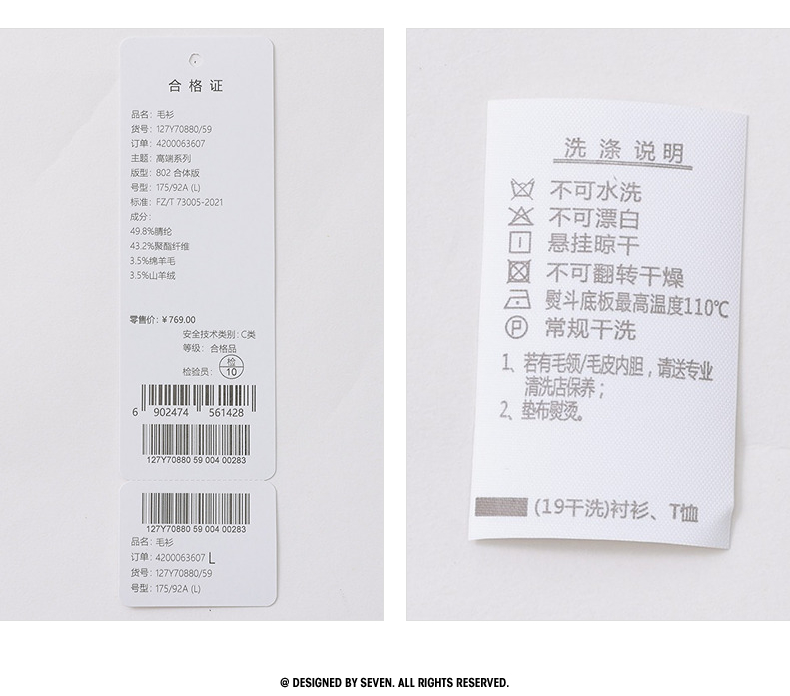 合格证
品名：毛衫
货号：127Y70880/59
订单：4200063607
主题：高端系列
版型：802 合体版
号型：175/92A (L)
标准：FZ/T 73005-2021
成分：
49.8%腈纶
43.2%聚酯纤维
3.5%绵羊毛
3.5%山羊绒
零售价：￥769.00
安全技术类别：C类
等级：合格品
检验员：检 10
6 902474 561428
127Y70880 59 004 00283
127Y70880 59 004 00283
品名：毛衫
订单：4200063607 L
货号：127Y70880/59
号型：175/92A (L)
洗涤说明
不可水洗
不可漂白
悬挂晾干
不可翻转干燥
熨斗底板最高温度110℃
P 常规干洗
1、若有毛领/毛皮内胆，请送专业
清洗店保养；
2、垫布熨烫。
(19干洗)衬衫、T恤
@ DESIGNED BY SEVEN. ALL RIGHTS RESERVED.